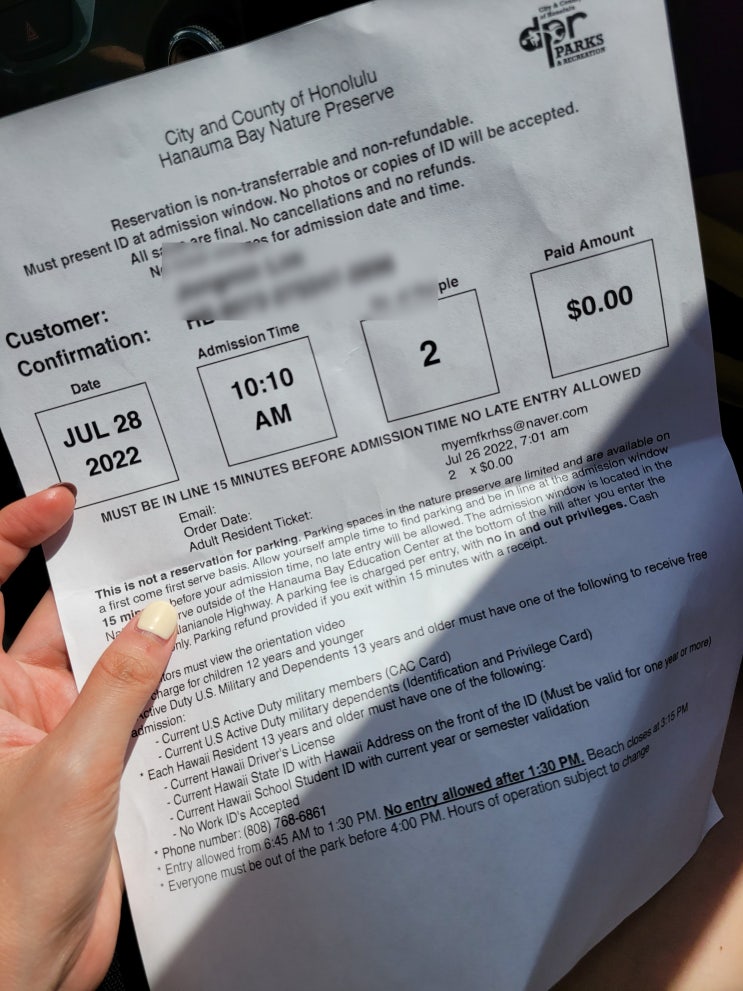 City & County
of Honolulu
dpr
PARKS
& RECREATION
City and County of Honolulu
Hanauma Bay Nature Preserve
Reservation is non-transferrable and non-refundable.
Must present ID at admission window. No photos or copies of ID will be accepted.
All are final. No cancellations and no refunds.
for admission date and time.
Customer:
Confirmation:
Date
Admission Time
ple
Paid Amount
JUL 28
2022
10:10
AM
2
$0.00
MUST BE IN LINE 15 MINUTES BEFORE ADMISSION TIME NO LATE ENTRY ALLOWED
Email: myemfkrhss@naver.com
Order Date: Jul 26 2022, 7:01 am
Adult Resident Ticket: 2 x $0.00
This is not a reservation for parking. Parking spaces in the nature preserve are limited and are available on
a first come first serve basis. Allow yourself ample time to find parking and be in line at the admission window
15 before your admission time, no late entry will be allowed. The admission window is located in the
rve outside of the Hanauma Bay Education Center at the bottom of the hill after you enter the
lanianole Highway. A parking fee is charged per entry, with no in and out privileges. Cash
only. Parking refund provided if you exit within 15 minutes with a receipt.
tors must view the orientation video
charge for children 12 years and younger
Active Duty U.S. Military and Dependents 13 years and older must have one of the following to receive free
admission:
- Current U.S Active Duty military members (CAC Card)
- Current U.S Active Duty military dependents (Identification and Privilege Card)
* Each Hawaii Resident 13 years and older must have one of the following:
- Current Hawaii Driver's License
- Current Hawaii State ID with Hawaii Address on the front of the ID (Must be valid for one year or more)
- Current Hawaii School Student ID with current year or semester validation
- No Work ID's Accepted
* Phone number: (808) 768-6861
* Entry allowed from 6:45 AM to 1:30 PM. No entry allowed after 1:30 PM. Beach closes at 3:15 PM
* Everyone must be out of the park before 4:00 PM. Hours of operation subject to change